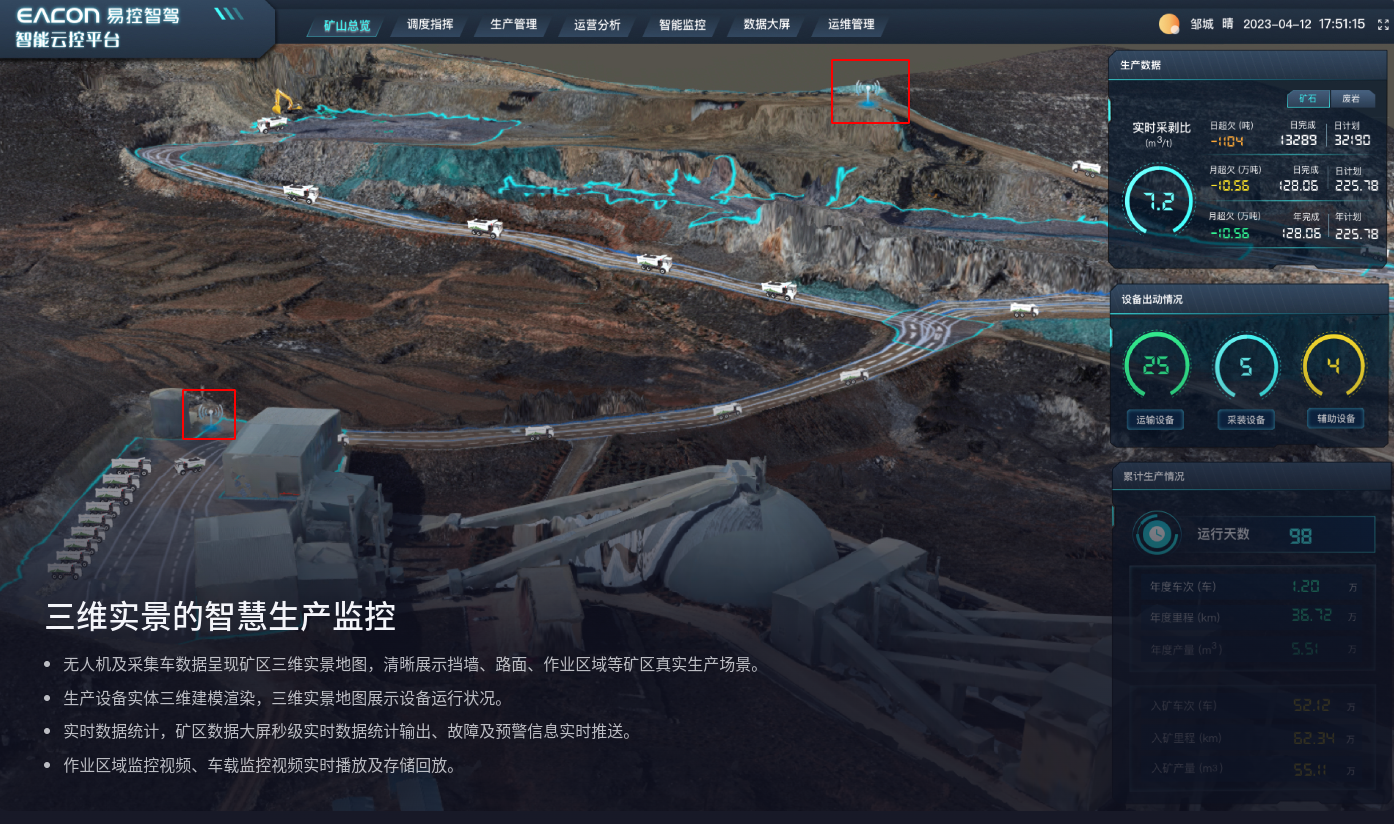 EACON 易控智驾
智能云控平台
矿山总览 调度指挥 生产管理 运营分析 智能监控 数据大屏 运维管理
邹城 晴 2023-04-12 17:51:15
生产数据
矿石 废岩
实时采剥比
(m³/t)
7.2
日超欠 (吨) 日完成 日计划
-1104 13289 32190
月超欠 (万吨) 日完成 日计划
-10.56 128.06 225.78
月超欠 (万吨) 年完成 年计划
-10.56 128.06 225.78
设备出动情况
25 5 4
运输设备 采装设备 辅助设备
累计生产情况
运行天数 98
年度车次 (车) 1.20 万
年度里程 (km) 36.72 万
年度产量 (m³) 5.51 万
入矿车次 (车) 52.12 万
入矿里程 (km) 62.34 万
入矿产量 (m3) 55.11 万
三维实景的智慧生产监控
• 无人机及采集车数据呈现矿区三维实景地图，清晰展示挡墙、路面、作业区域等矿区真实生产场景。
• 生产设备实体三维建模渲染，三维实景地图展示设备运行状况。
• 实时数据统计，矿区数据大屏秒级实时数据统计输出、故障及预警信息实时推送。
• 作业区域监控视频、车载监控视频实时播放及存储回放。